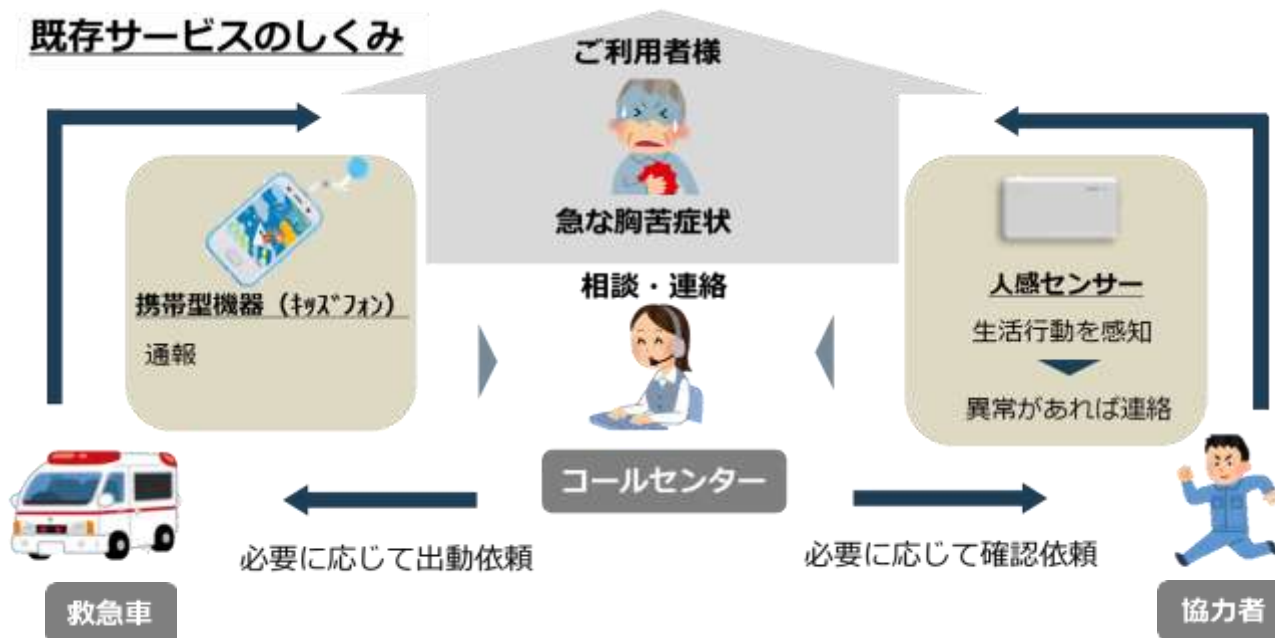 既存サービスのしくみ
ご利用者様
急な胸苦症状
携帯型機器（ｷｯｽﾞﾌｫﾝ）
通報
相談・連絡
コールセンター
人感センサー
生活行動を感知
異常があれば連絡
必要に応じて出動依頼
必要に応じて確認依頼
救急車
協力者